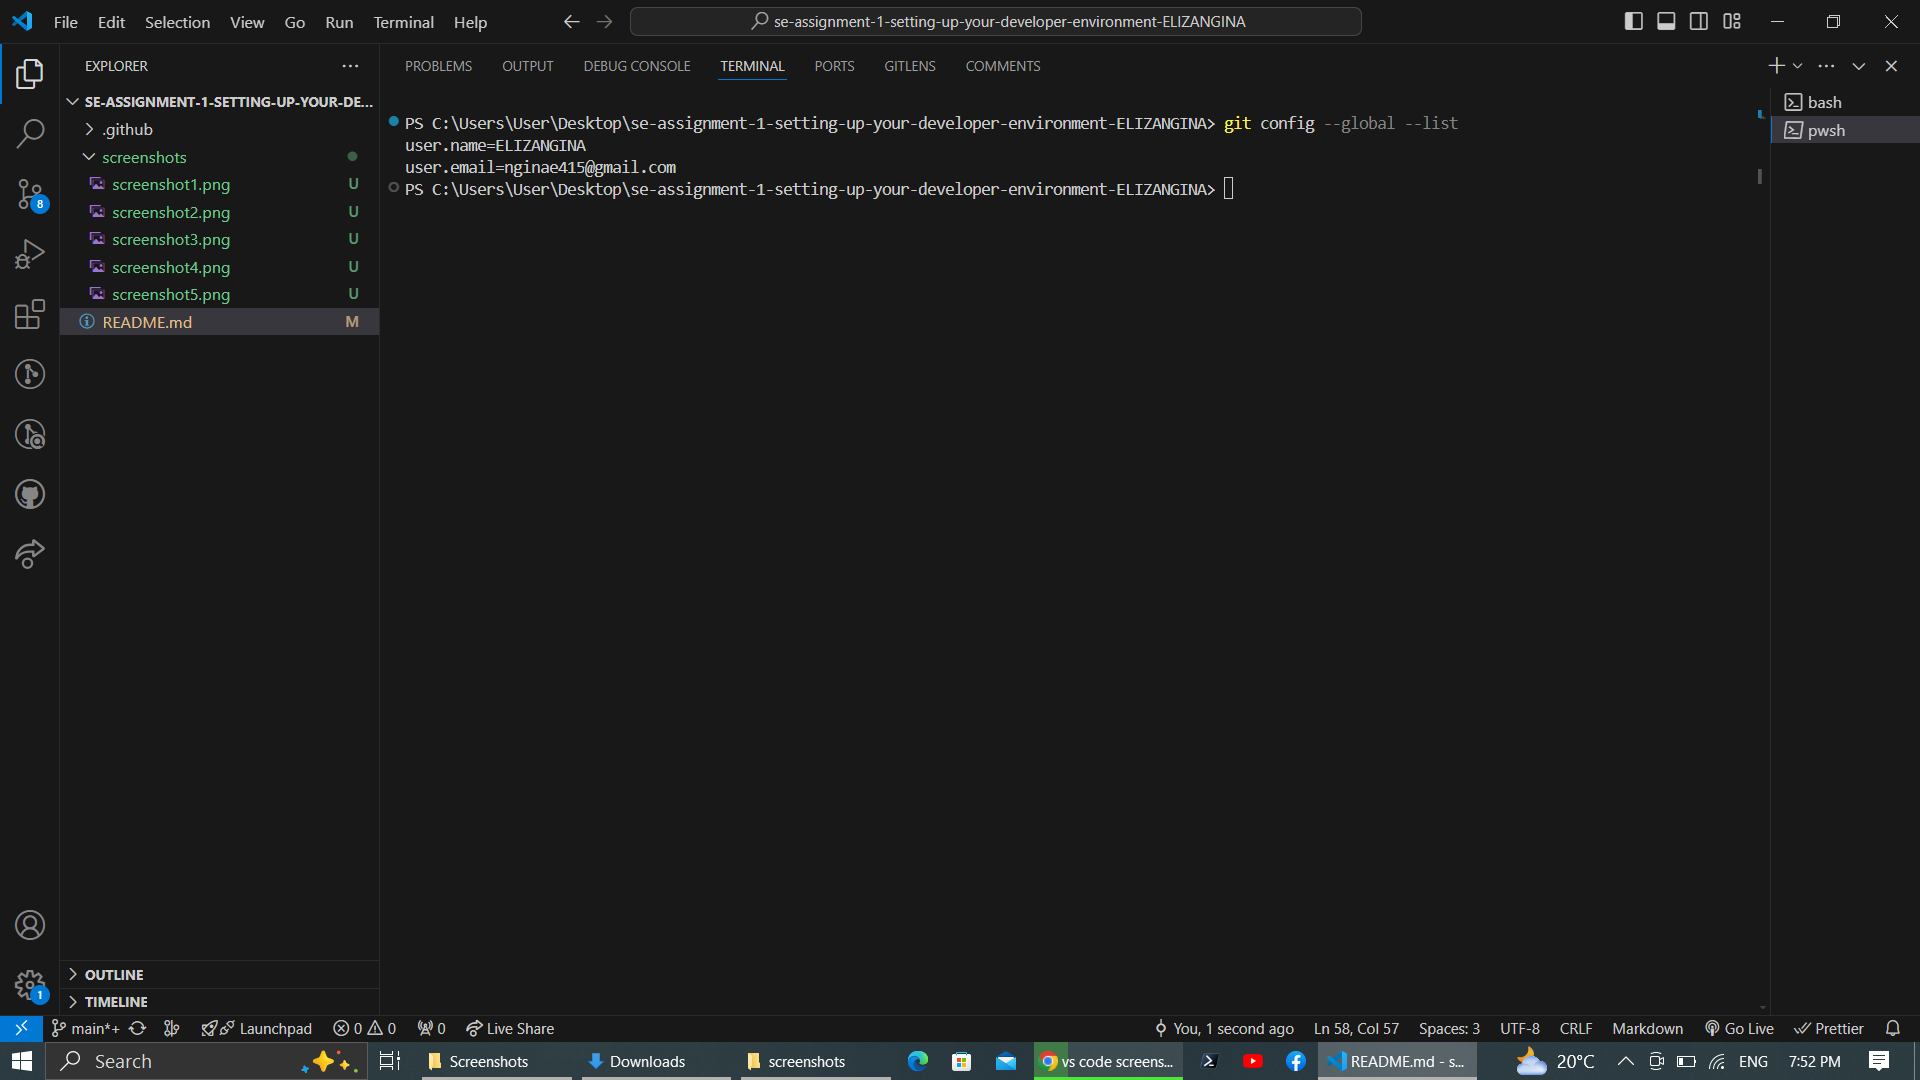 File Edit Selection View Go Run Terminal Help
se-assignment-1-setting-up-your-developer-environment-ELIZANGINA
EXPLORER
SE-ASSIGNMENT-1-SETTING-UP-YOUR-DE...
.github
screenshots
screenshot1.png U
screenshot2.png U
screenshot3.png U
screenshot4.png U
screenshot5.png U
README.md M
8
OUTLINE
TIMELINE
1
PROBLEMS OUTPUT DEBUG CONSOLE TERMINAL PORTS GITLENS COMMENTS
PS C:\Users\User\Desktop\se-assignment-1-setting-up-your-developer-environment-ELIZANGINA> git config --global --list
user.name=ELIZANGINA
user.email=nginae415@gmail.com
PS C:\Users\User\Desktop\se-assignment-1-setting-up-your-developer-environment-ELIZANGINA>
bash
pwsh
main*+ Launchpad 0 0 0 Live Share You, 1 second ago Ln 58, Col 57 Spaces: 3 UTF-8 CRLF Markdown Go Live Prettier
Search Screenshots Downloads screenshots vs code screens... README.md - s... 20°C ENG 7:52 PM